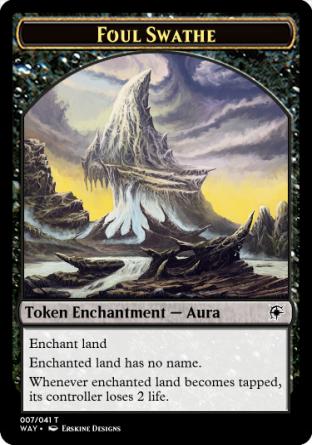 Foul Swathe
Token Enchantment — Aura
Enchant land
Enchanted land has no name.
Whenever enchanted land becomes tapped,
its controller loses 2 life.
007/041 T
WAY • Erskine Designs